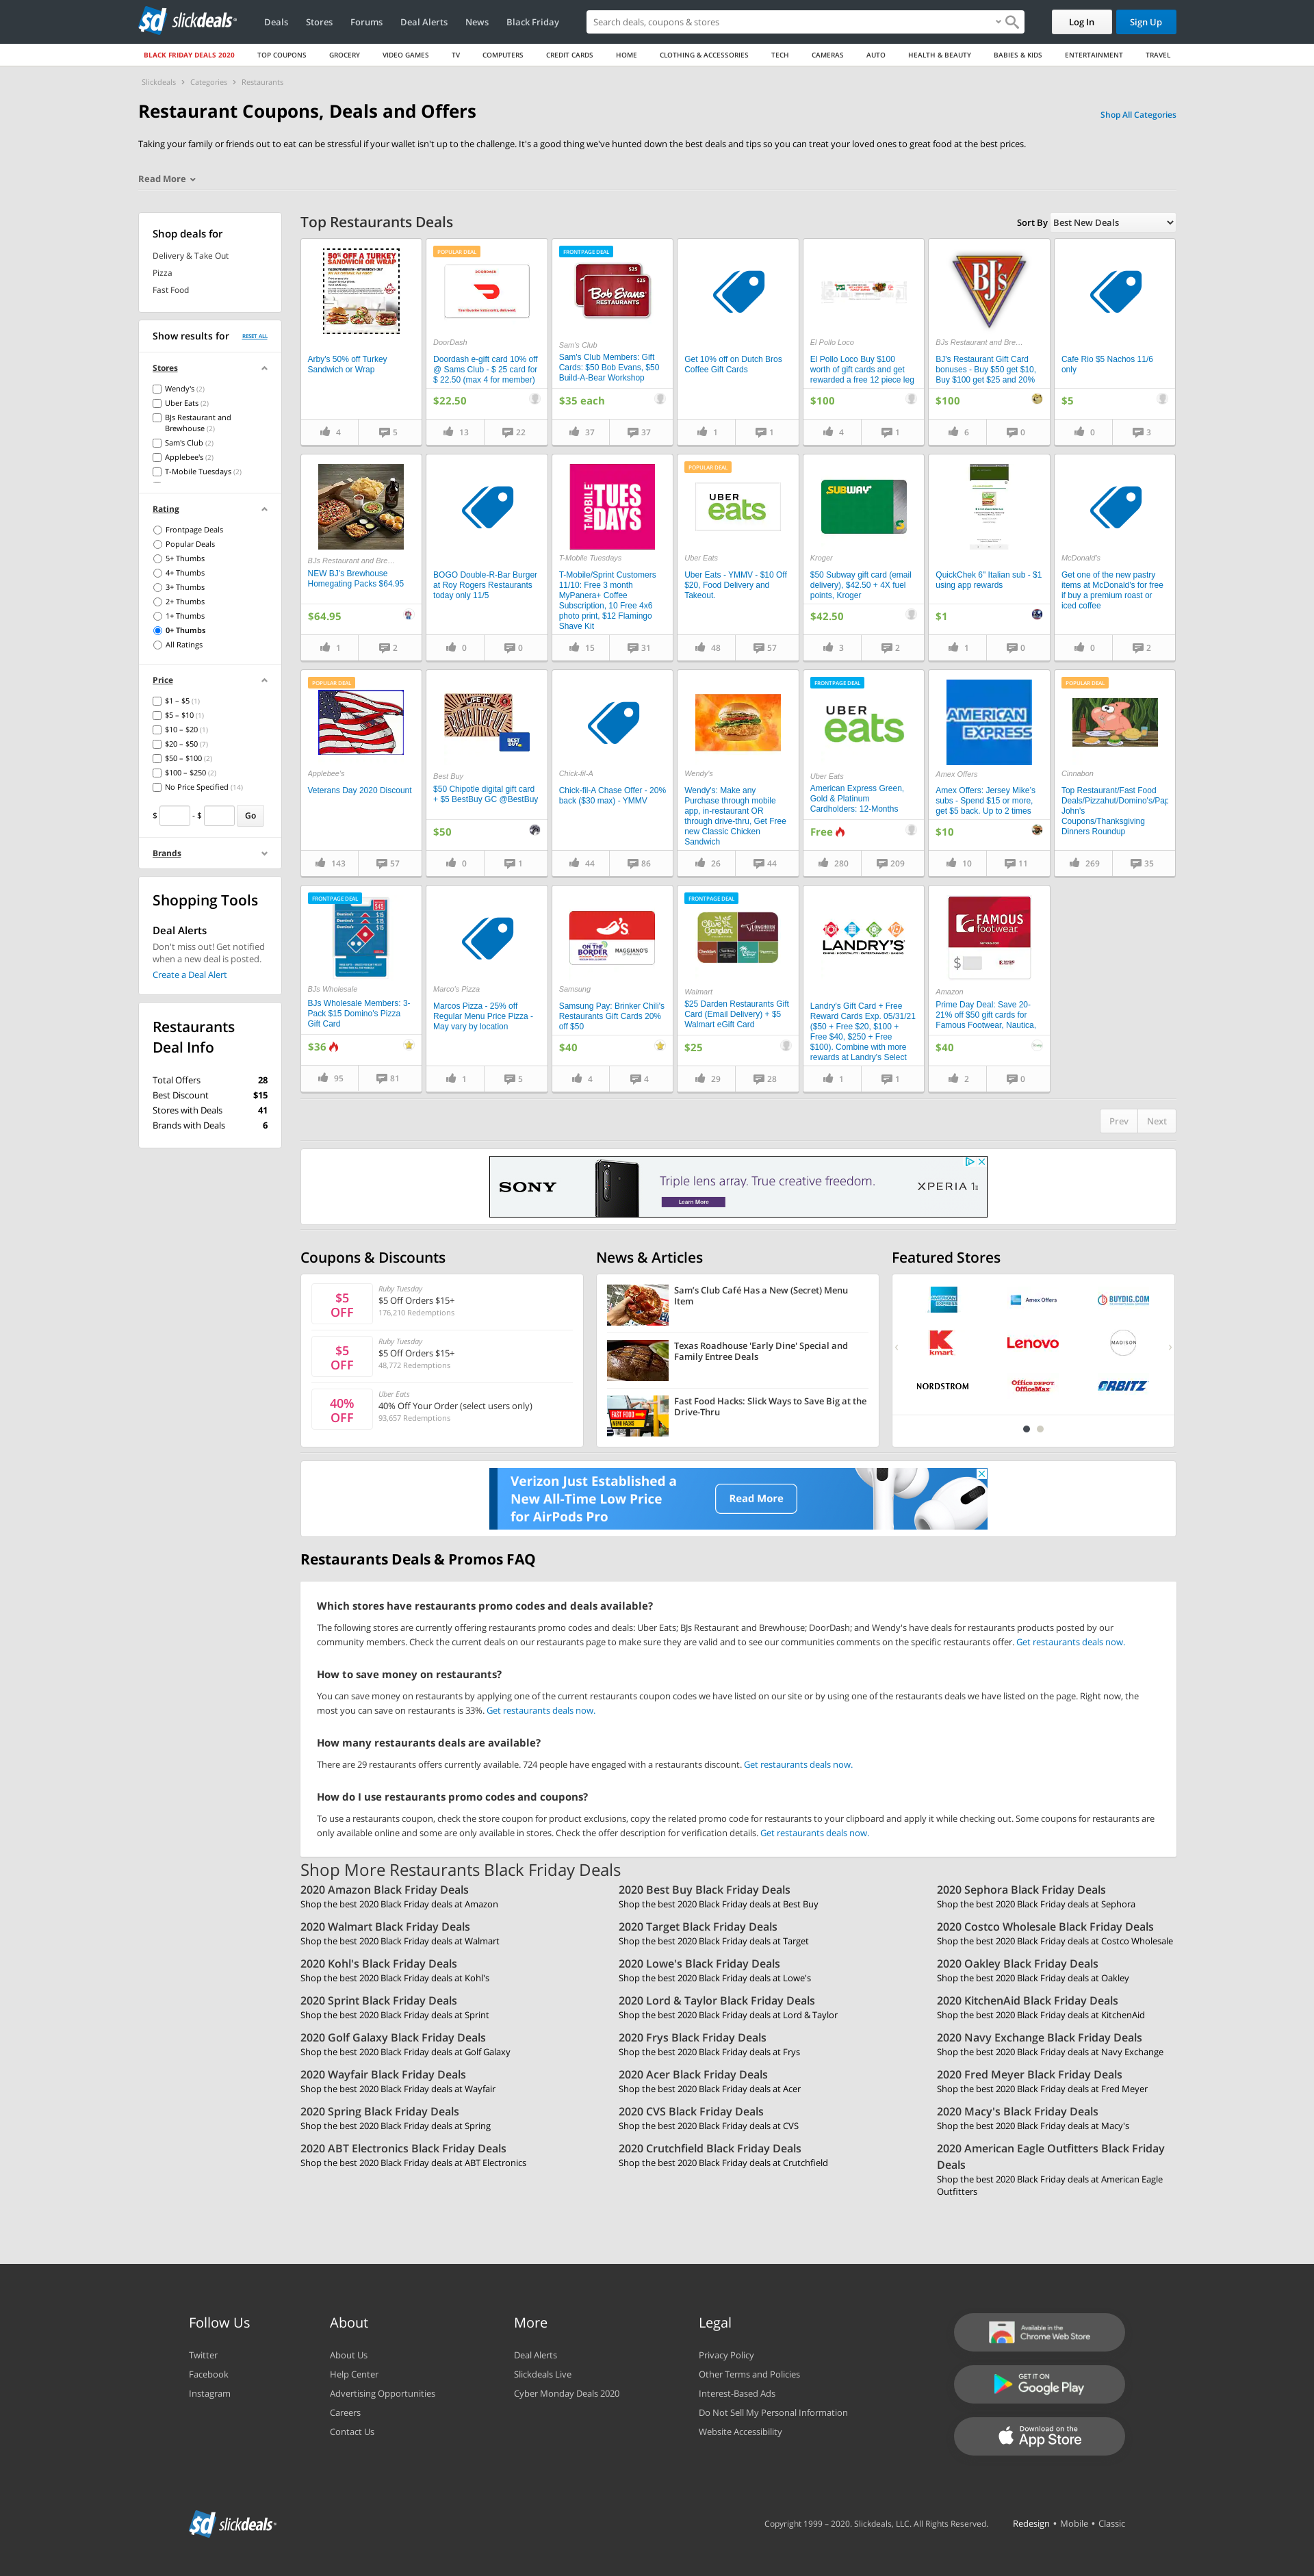 $d slickdeals
Deals Stores Forums Deal Alerts News Black Friday
Search deals, coupons & stores
Log In Sign Up
BLACK FRIDAY DEALS 2020 TOP COUPONS GROCERY VIDEO GAMES TV COMPUTERS CREDIT CARDS HOME CLOTHING & ACCESSORIES TECH CAMERAS AUTO HEALTH & BEAUTY BABIES & KIDS ENTERTAINMENT TRAVEL
Slickdeals › Categories › Restaurants
Restaurant Coupons, Deals and Offers
Shop All Categories
Taking your family or friends out to eat can be stressful if your wallet isn't up to the challenge. It's a good thing we've hunted down the best deals and tips so you can treat your loved ones to great food at the best prices.
Read More
Shop deals for
Delivery & Take Out
Pizza
Fast Food
Show results for RESET ALL
Stores
Wendy's (2)
Uber Eats (2)
BJs Restaurant and
Brewhouse (2)
Sam's Club (2)
Applebee's (2)
T-Mobile Tuesdays (2)
Rating
Frontpage Deals
Popular Deals
5+ Thumbs
4+ Thumbs
3+ Thumbs
2+ Thumbs
1+ Thumbs
0+ Thumbs
All Ratings
Price
$1 – $5 (1)
$5 – $10 (1)
$10 – $20 (1)
$20 – $50 (7)
$50 – $100 (2)
$100 – $250 (2)
No Price Specified (14)
$ - $ Go
Brands
Shopping Tools
Deal Alerts
Don't miss out! Get notified
when a new deal is posted.
Create a Deal Alert
Restaurants
Deal Info
Total Offers 28
Best Discount $15
Stores with Deals 41
Brands with Deals 6
Top Restaurants Deals
Sort By Best New Deals
50% OFF A TURKEY
SANDWICH OR WRAP
Arby's 50% off Turkey
Sandwich or Wrap
4 5
POPULAR DEAL
DOORDASH
DoorDash
Doordash e-gift card 10% off
@ Sams Club - $ 25 card for
$ 22.50 (max 4 for member)
$22.50
13 22
FRONTPAGE DEAL
$25
$25
Bob Evans
RESTAURANTS
Sam's Club
Sam's Club Members: Gift
Cards: $50 Bob Evans, $50
Build-A-Bear Workshop
$35 each
37 37
Get 10% off on Dutch Bros
Coffee Gift Cards
1 1
El Pollo Loco
El Pollo Loco Buy $100
worth of gift cards and get
rewarded a free 12 piece leg
$100
4 1
BJ's
BJs Restaurant and Bre...
BJ's Restaurant Gift Card
bonuses - Buy $50 get $10,
Buy $100 get $25 and 20%
$100
6 0
Cafe Rio $5 Nachos 11/6
only
$5
0 3
BJs Restaurant and Bre...
NEW BJ's Brewhouse
Homegating Packs $64.95
$64.95
1 2
BOGO Double-R-Bar Burger
at Roy Rogers Restaurants
today only 11/5
0 0
T-MOBILE
TUES
DAYS
T-Mobile Tuesdays
T-Mobile/Sprint Customers
11/10: Free 3 month
MyPanera+ Coffee
Subscription, 10 Free 4x6
photo print, $12 Flamingo
Shave Kit
15 31
POPULAR DEAL
UBER
eats
Uber Eats
Uber Eats - YMMV - $10 Off
$20, Food Delivery and
Takeout.
48 57
SUBWAY
Kroger
$50 Subway gift card (email
delivery), $42.50 + 4X fuel
points, Kroger
$42.50
3 2
QuickChek 6" Italian sub - $1
using app rewards
$1
1 0
McDonald's
Get one of the new pastry
items at McDonald's for free
if buy a premium roast or
iced coffee
0 2
POPULAR DEAL
Applebee's
Veterans Day 2020 Discount
143 57
BEST
BUY
Best Buy
$50 Chipotle digital gift card
+ $5 BestBuy GC @BestBuy
$50
0 1
Chick-fil-A
Chick-fil-A Chase Offer - 20%
back ($30 max) - YMMV
44 86
Wendy's
Wendy's: Make any
Purchase through mobile
app, in-restaurant OR
through drive-thru, Get Free
new Classic Chicken
Sandwich
26 44
FRONTPAGE DEAL
UBER
eats
Uber Eats
American Express Green,
Gold & Platinum
Cardholders: 12-Months
Free
280 209
AMERICAN
EXPRESS
Amex Offers
Amex Offers: Jersey Mike's
subs - Spend $15 or more,
get $5 back. Up to 2 times
$10
10 11
POPULAR DEAL
Cinnabon
Top Restaurant/Fast Food
Deals/Pizzahut/Domino's/Pap
John's
Coupons/Thanksgiving
Dinners Roundup
269 35
FRONTPAGE DEAL
$45
Domino's $15
Domino's $15
Domino's $15
BJs Wholesale
BJs Wholesale Members: 3-
Pack $15 Domino's Pizza
Gift Card
$36
95 81
Marco's Pizza
Marcos Pizza - 25% off
Regular Menu Price Pizza -
May vary by location
1 5
chili's
ON THE
BORDER
MAGGIANO'S
Samsung
Samsung Pay: Brinker Chili's
Restaurants Gift Cards 20%
off $50
$40
4 4
FRONTPAGE DEAL
Olive
Garden
LONGHORN
Walmart
$25 Darden Restaurants Gift
Card (Email Delivery) + $5
Walmart eGift Card
$25
29 28
LANDRY'S
Landry's Gift Card + Free
Reward Cards Exp. 05/31/21
($50 + Free $20, $100 +
Free $40, $250 + Free
$100). Combine with more
rewards at Landry's Select
1 1
FAMOUS
footwear
$
Amazon
Prime Day Deal: Save 20-
21% off $50 gift cards for
Famous Footwear, Nautica,
$40
2 0
Prev Next
SONY Triple lens array. True creative freedom. XPERIA 1 II
Learn More
Coupons & Discounts
$5
OFF
Ruby Tuesday
$5 Off Orders $15+
176,210 Redemptions
$5
OFF
Ruby Tuesday
$5 Off Orders $15+
48,772 Redemptions
40%
OFF
Uber Eats
40% Off Your Order (select users only)
93,657 Redemptions
News & Articles
Sam's Club Café Has a New (Secret) Menu
Item
Texas Roadhouse 'Early Dine' Special and
Family Entree Deals
FAST FOOD
MENU HACKS
Fast Food Hacks: Slick Ways to Save Big at the
Drive-Thru
Featured Stores
AMERICAN EXPRESS Amex Offers BUYDIG.COM
kmart Lenovo MADISON
NORDSTROM Office DEPOT OfficeMax ORBITZ
Verizon Just Established a
New All-Time Low Price
for AirPods Pro
Read More
Restaurants Deals & Promos FAQ
Which stores have restaurants promo codes and deals available?
The following stores are currently offering restaurants promo codes and deals: Uber Eats; BJs Restaurant and Brewhouse; DoorDash; and Wendy's have deals for restaurants products posted by our
community members. Check the current deals on our restaurants page to make sure they are valid and to see our communities comments on the specific restaurants offer. Get restaurants deals now.
How to save money on restaurants?
You can save money on restaurants by applying one of the current restaurants coupon codes we have listed on our site or by using one of the restaurants deals we have listed on the page. Right now, the
most you can save on restaurants is 33%. Get restaurants deals now.
How many restaurants deals are available?
There are 29 restaurants offers currently available. 724 people have engaged with a restaurants discount. Get restaurants deals now.
How do I use restaurants promo codes and coupons?
To use a restaurants coupon, check the store coupon for product exclusions, copy the related promo code for restaurants to your clipboard and apply it while checking out. Some coupons for restaurants are
only available online and some are only available in stores. Check the offer description for verification details. Get restaurants deals now.
Shop More Restaurants Black Friday Deals
2020 Amazon Black Friday Deals
Shop the best 2020 Black Friday deals at Amazon
2020 Walmart Black Friday Deals
Shop the best 2020 Black Friday deals at Walmart
2020 Kohl's Black Friday Deals
Shop the best 2020 Black Friday deals at Kohl's
2020 Sprint Black Friday Deals
Shop the best 2020 Black Friday deals at Sprint
2020 Golf Galaxy Black Friday Deals
Shop the best 2020 Black Friday deals at Golf Galaxy
2020 Wayfair Black Friday Deals
Shop the best 2020 Black Friday deals at Wayfair
2020 Spring Black Friday Deals
Shop the best 2020 Black Friday deals at Spring
2020 ABT Electronics Black Friday Deals
Shop the best 2020 Black Friday deals at ABT Electronics
2020 Best Buy Black Friday Deals
Shop the best 2020 Black Friday deals at Best Buy
2020 Target Black Friday Deals
Shop the best 2020 Black Friday deals at Target
2020 Lowe's Black Friday Deals
Shop the best 2020 Black Friday deals at Lowe's
2020 Lord & Taylor Black Friday Deals
Shop the best 2020 Black Friday deals at Lord & Taylor
2020 Frys Black Friday Deals
Shop the best 2020 Black Friday deals at Frys
2020 Acer Black Friday Deals
Shop the best 2020 Black Friday deals at Acer
2020 CVS Black Friday Deals
Shop the best 2020 Black Friday deals at CVS
2020 Crutchfield Black Friday Deals
Shop the best 2020 Black Friday deals at Crutchfield
2020 Sephora Black Friday Deals
Shop the best 2020 Black Friday deals at Sephora
2020 Costco Wholesale Black Friday Deals
Shop the best 2020 Black Friday deals at Costco Wholesale
2020 Oakley Black Friday Deals
Shop the best 2020 Black Friday deals at Oakley
2020 KitchenAid Black Friday Deals
Shop the best 2020 Black Friday deals at KitchenAid
2020 Navy Exchange Black Friday Deals
Shop the best 2020 Black Friday deals at Navy Exchange
2020 Fred Meyer Black Friday Deals
Shop the best 2020 Black Friday deals at Fred Meyer
2020 Macy's Black Friday Deals
Shop the best 2020 Black Friday deals at Macy's
2020 American Eagle Outfitters Black Friday
Deals
Shop the best 2020 Black Friday deals at American Eagle
Outfitters
Follow Us
Twitter
Facebook
Instagram
About
About Us
Help Center
Advertising Opportunities
Careers
Contact Us
More
Deal Alerts
Slickdeals Live
Cyber Monday Deals 2020
Legal
Privacy Policy
Other Terms and Policies
Interest-Based Ads
Do Not Sell My Personal Information
Website Accessibility
Available in the
Chrome Web Store
GET IT ON
Google Play
Download on the
App Store
$d slickdeals
Copyright 1999 – 2020. Slickdeals, LLC. All Rights Reserved. Redesign • Mobile • Classic